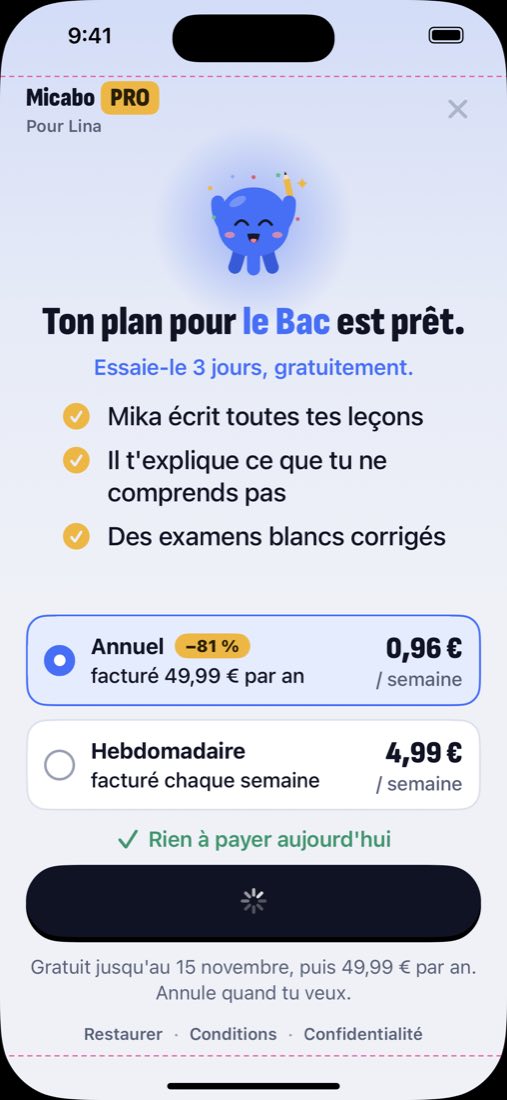 9:41
Micabo PRO
Pour Lina
Ton plan pour le Bac est prêt.
Essaie-le 3 jours, gratuitement.
Mika écrit toutes tes leçons
Il t'explique ce que tu ne
comprends pas
Des examens blancs corrigés
Annuel −81 %
facturé 49,99 € par an
0,96 €
/ semaine
Hebdomadaire
facturé chaque semaine
4,99 €
/ semaine
Rien à payer aujourd'hui
Gratuit jusqu'au 15 novembre, puis 49,99 € par an.
Annule quand tu veux.
Restaurer · Conditions · Confidentialité